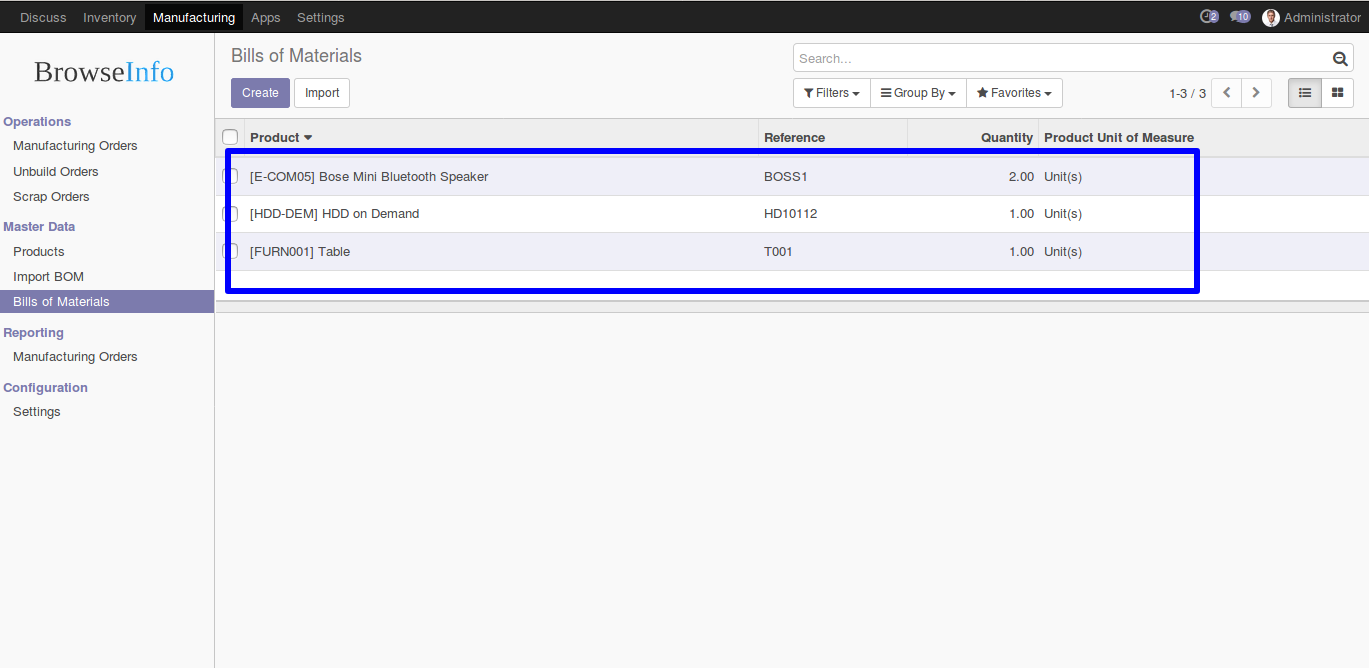 Discuss Inventory Manufacturing Apps Settings 2 10 Administrator
BrowseInfo
Operations
Manufacturing Orders
Unbuild Orders
Scrap Orders
Master Data
Products
Import BOM
Bills of Materials
Reporting
Manufacturing Orders
Configuration
Settings
Bills of Materials
Search...
Create Import
Filters Group By Favorites 1-3 / 3
Product Reference Quantity Product Unit of Measure
[E-COM05] Bose Mini Bluetooth Speaker BOSS1 2.00 Unit(s)
[HDD-DEM] HDD on Demand HD10112 1.00 Unit(s)
[FURN001] Table T001 1.00 Unit(s)